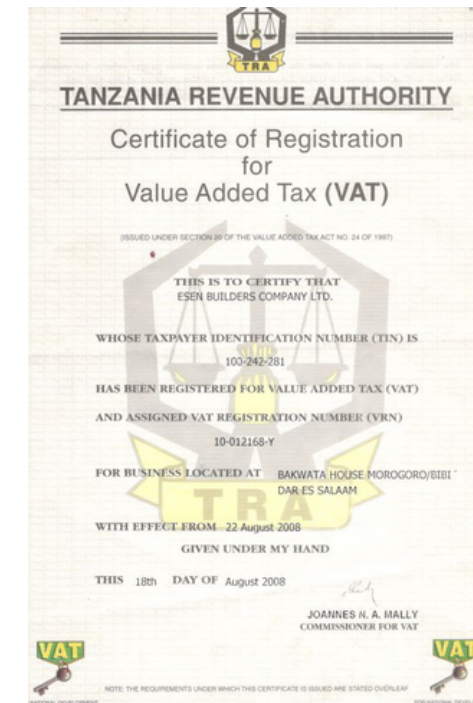 TRA
TANZANIA REVENUE AUTHORITY
Certificate of Registration
for
Value Added Tax (VAT)
(ISSUED UNDER SECTION 20 OF THE VALUE ADDED TAX ACT NO. 24 OF 1997)
THIS IS TO CERTIFY THAT
ESEN BUILDERS COMPANY LTD.
WHOSE TAXPAYER IDENTIFICATION NUMBER (TIN) IS
100-242-281
HAS BEEN REGISTERED FOR VALUE ADDED TAX (VAT)
AND ASSIGNED VAT REGISTRATION NUMBER (VRN)
10-012168-Y
FOR BUSINESS LOCATED AT BAKWATA HOUSE MOROGORO/BIBI
DAR ES SALAAM
TRA
WITH EFFECT FROM 22 August 2008
GIVEN UNDER MY HAND
THIS 18th DAY OF August 2008
JOANNES N. A. MALLY
COMMISSIONER FOR VAT
VAT
VAT
NOTE: THE REQUIREMENTS UNDER WHICH THIS CERTIFICATE IS ISSUED ARE STATED OVERLEAF